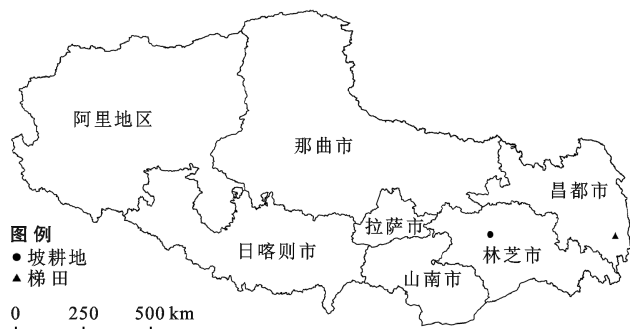 阿里地区
那曲市
昌都市
拉萨市
日喀则市
林芝市
山南市
图例
坡耕地
梯田
0 250 500 km